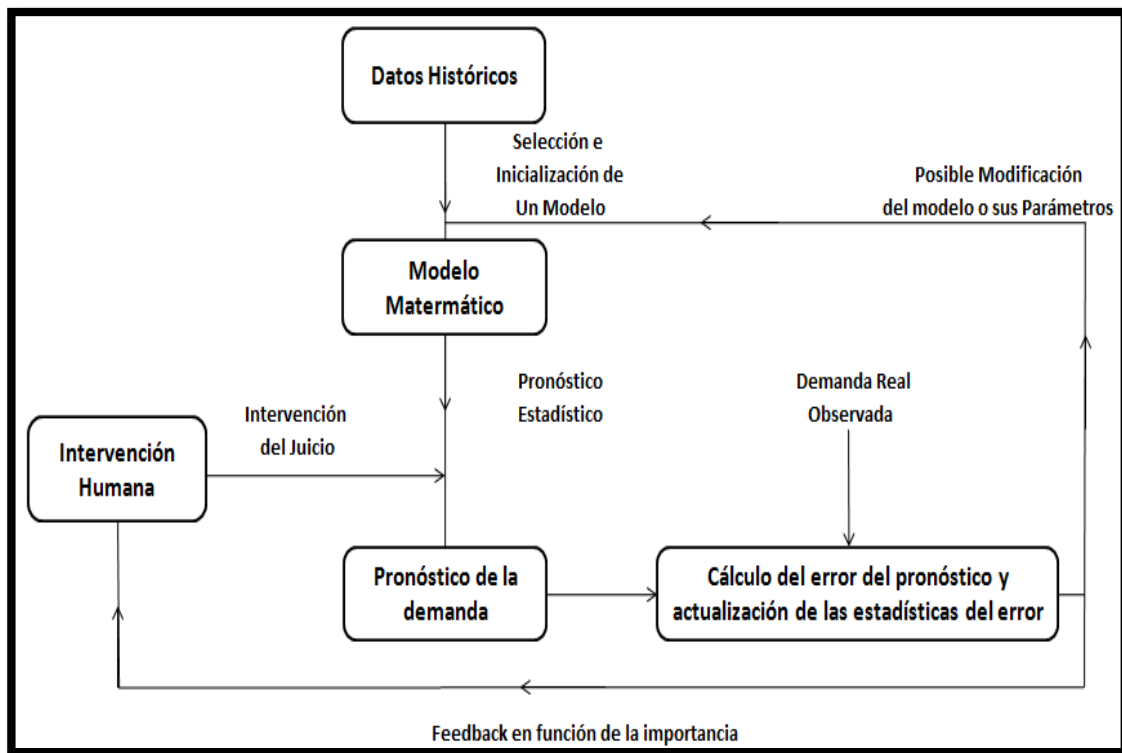 Datos Históricos
Selección e
Inicialización de
Un Modelo
Posible Modificación
del modelo o sus Parámetros
Modelo
Matermático
Pronóstico
Estadístico
Demanda Real
Observada
Intervención
del Juicio
Intervención
Humana
Pronóstico de la
demanda
Cálculo del error del pronóstico y
actualización de las estadísticas del error
Feedback en función de la importancia